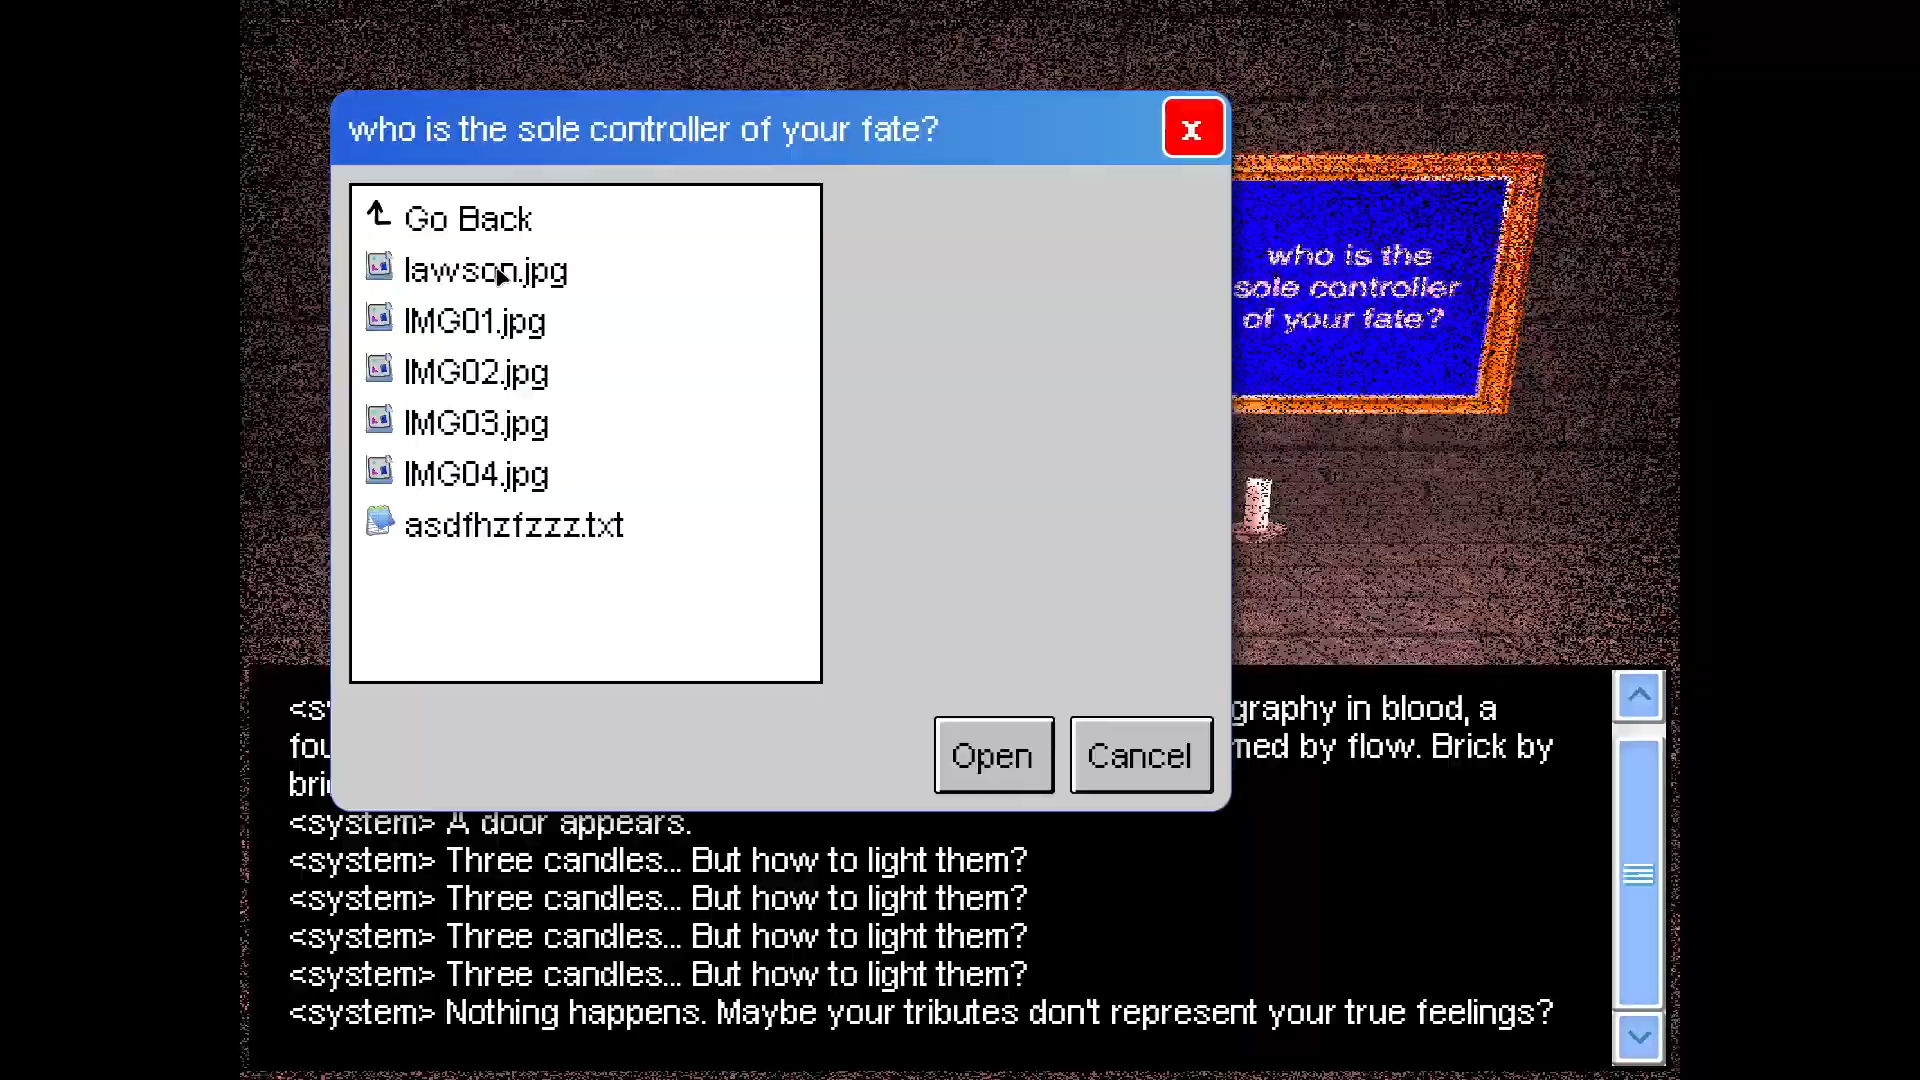 who is the sole controller of your fate?
x
Go Back
lawson.jpg
IMG01.jpg
IMG02.jpg
IMG03.jpg
IMG04.jpg
asdfhzfzzz.txt
Open
Cancel
who is the
sole controller
of your fate?
graphy in blood, a
by flow. Brick by
<system> A door appears.
<system> Three candles... But how to light them?
<system> Three candles... But how to light them?
<system> Three candles... But how to light them?
<system> Three candles... But how to light them?
<system> Nothing happens. Maybe your tributes don't represent your true feelings?